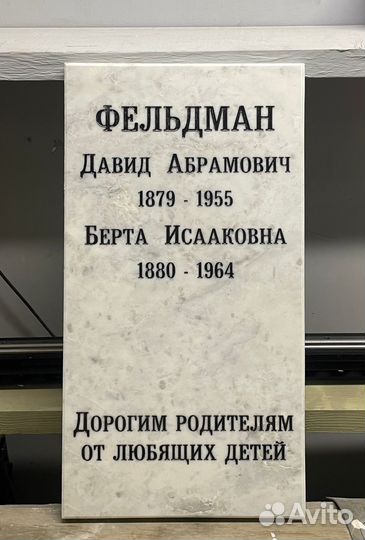 ФЕЛЬДМАН
ДАВИД АБРАМОВИЧ
1879 - 1955
БЕРТА ИСААКОВНА
1880 - 1964
ДОРОГИМ РОДИТЕЛЯМ
ОТ ЛЮБЯЩИХ ДЕТЕЙ
Avito